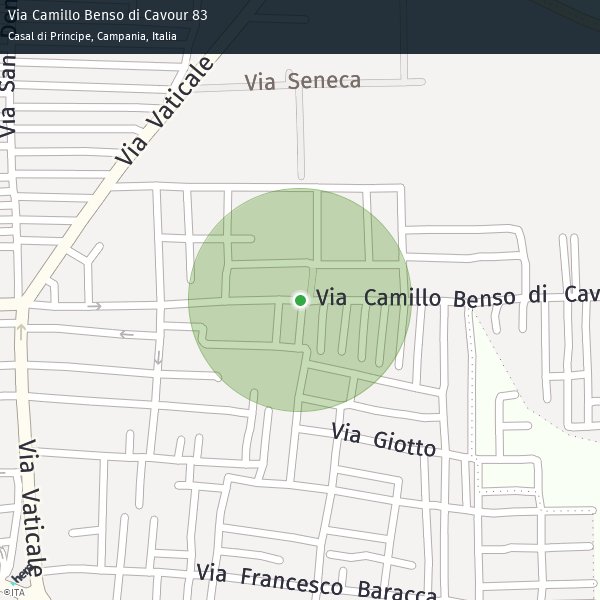 Via Camillo Benso di Cavour 83
Casal di Principe, Campania, Italia
Via Seneca
Via Vaticale
Via San
Via Camillo Benso di Cav
Via Giotto
Via Vaticale
Via Francesco Baracca
here
©ITA